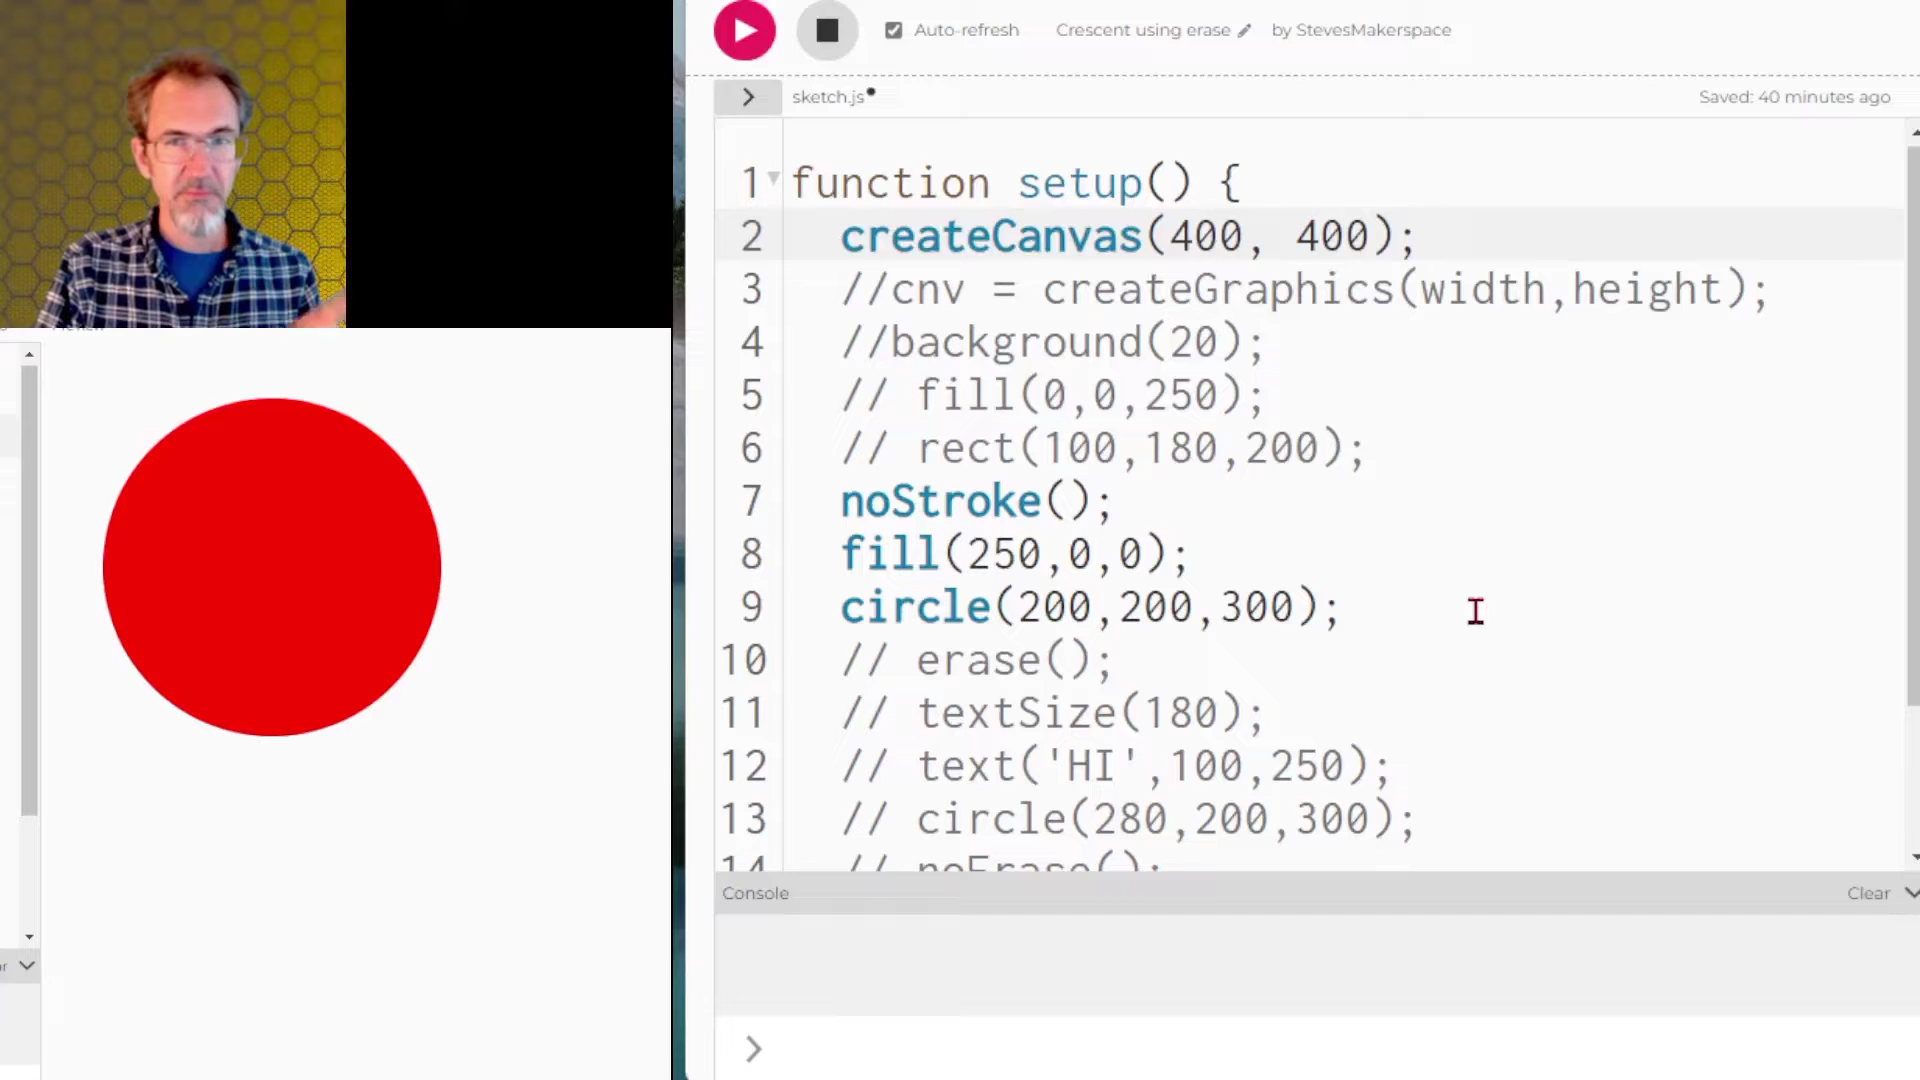 Auto-refresh Crescent using erase by StevesMakerspace
sketch.js Saved: 40 minutes ago
1 function setup() {
2 createCanvas(400, 400);
3 //cnv = createGraphics(width,height);
4 //background(20);
5 // fill(0,0,250);
6 // rect(100,180,200);
7 noStroke();
8 fill(250,0,0);
9 circle(200,200,300);
10 // erase();
11 // textSize(180);
12 // text('HI',100,250);
13 // circle(280,200,300);
14 // noErase();
Console Clear